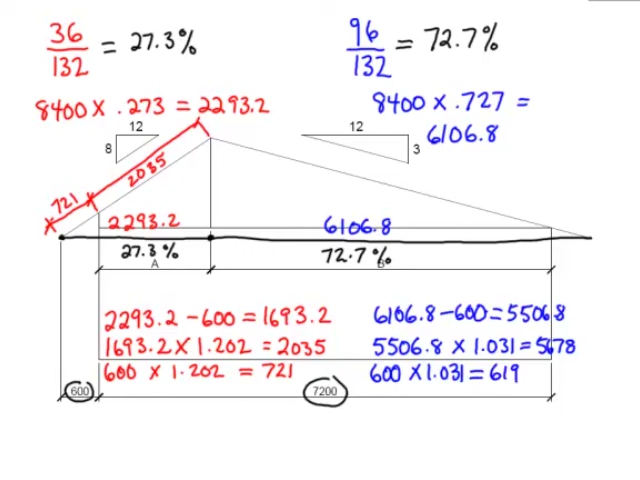 36/132 = 27.3%
96/132 = 72.7%
8400 × .273 = 2293.2
8400 × .727 =
6106.8
12
8
12
3
721
2035
2293.2
6106.8
27.3%
72.7%
A
B
2293.2 - 600 = 1693.2
6106.8 - 600 = 5506.8
1693.2 × 1.202 = 2035
5506.8 × 1.031 = 5678
600 × 1.202 = 721
600 × 1.031 = 619
600
7200